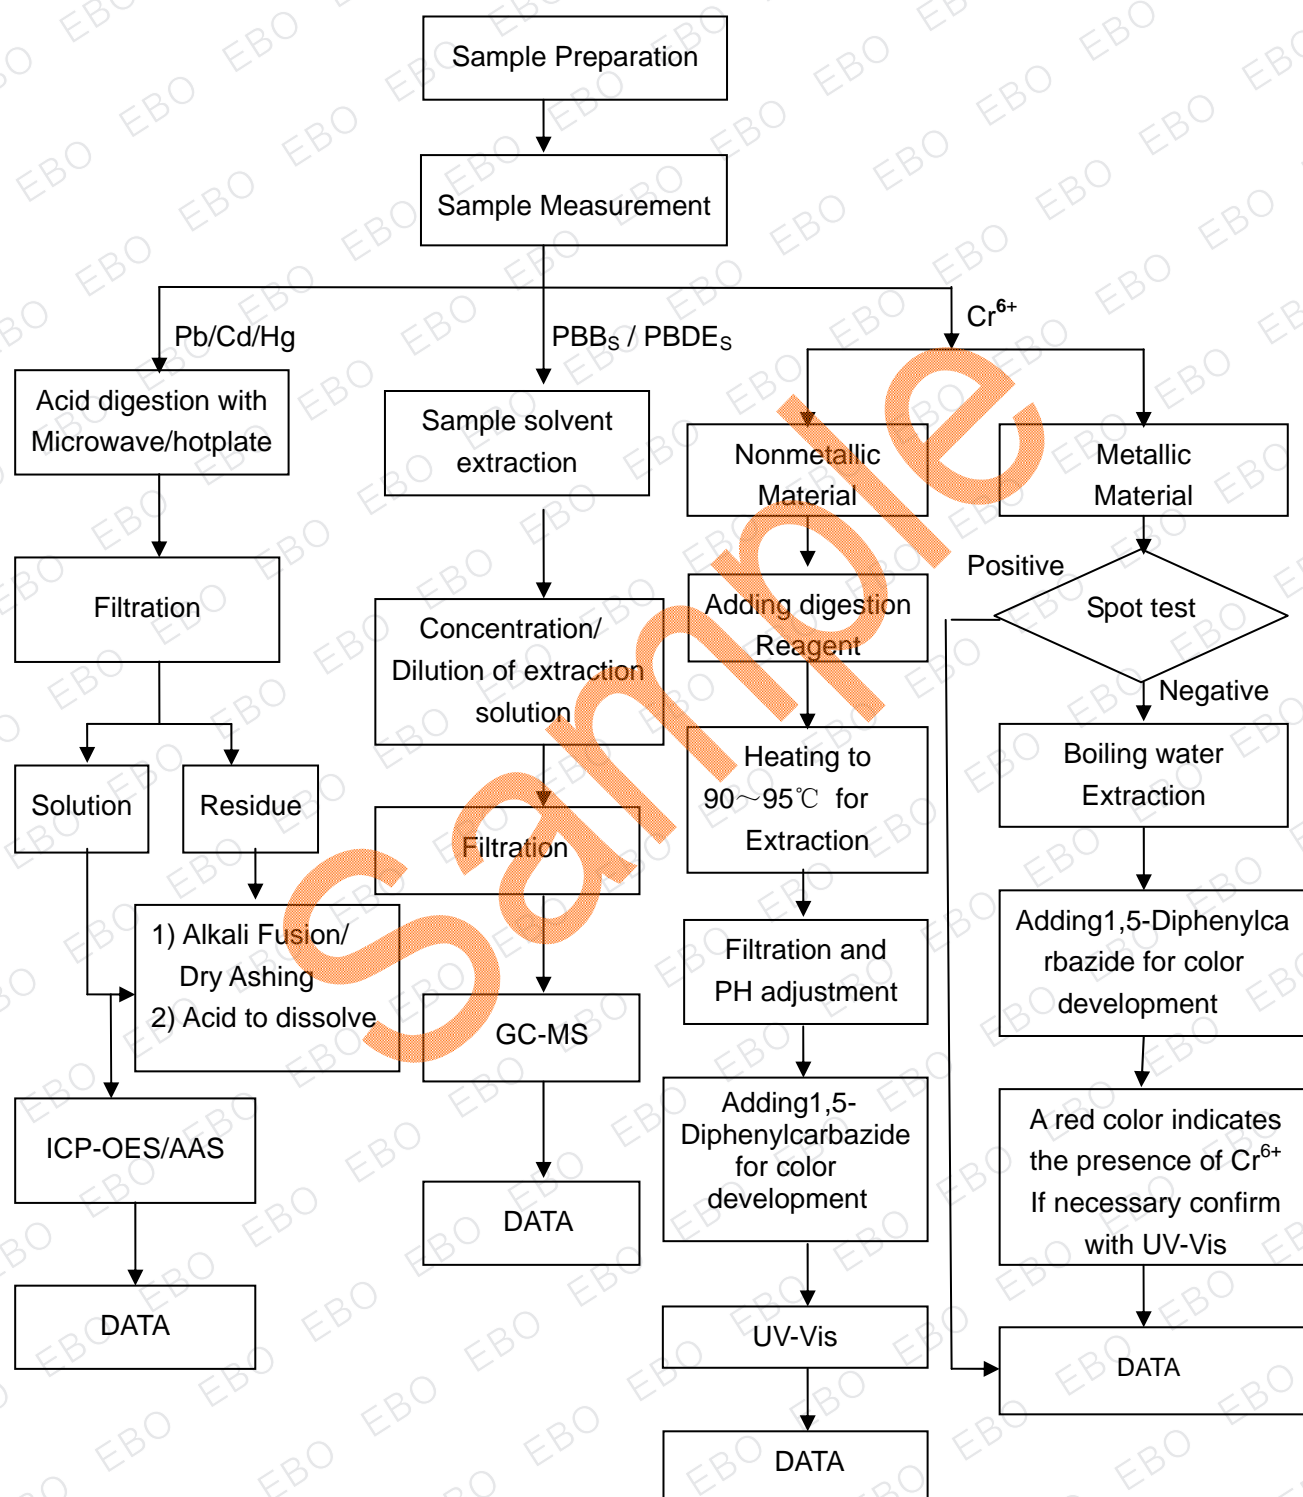 Sample Preparation
Sample Measurement
Pb/Cd/Hg
PBBS / PBDES
Cr6+
Acid digestion with
Microwave/hotplate
Filtration
Solution
Residue
1) Alkali Fusion/
Dry Ashing
2) Acid to dissolve
ICP-OES/AAS
DATA
Sample solvent
extraction
Concentration/
Dilution of extraction
solution
Filtration
GC-MS
DATA
Nonmetallic
Material
Adding digestion
Reagent
Heating to
90～95℃ for
Extraction
Filtration and
PH adjustment
Adding1,5-
Diphenylcarbazide
for color
development
UV-Vis
DATA
Metallic
Material
Positive
Spot test
Negative
Boiling water
Extraction
Adding1,5-Diphenylca
rbazide for color
development
A red color indicates
the presence of Cr6+
If necessary confirm
with UV-Vis
DATA
Sample
EBO